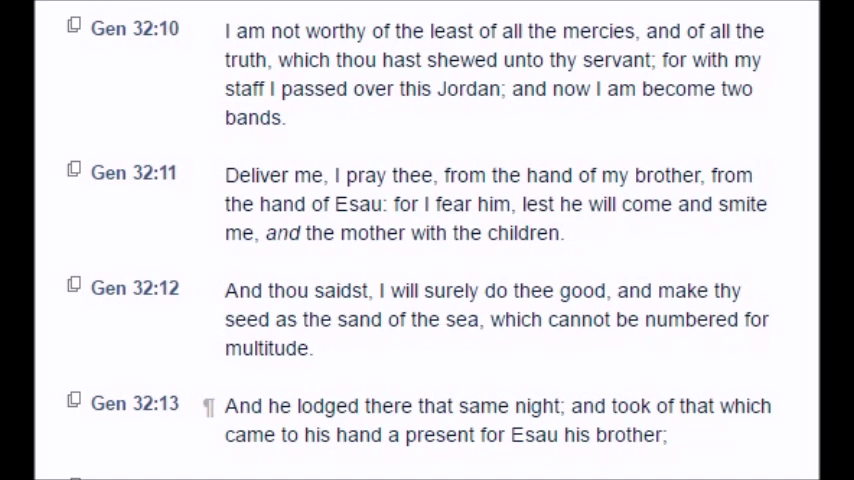 Gen 32:10 I am not worthy of the least of all the mercies, and of all the
truth, which thou hast shewed unto thy servant; for with my
staff I passed over this Jordan; and now I am become two
bands.
Gen 32:11 Deliver me, I pray thee, from the hand of my brother, from
the hand of Esau: for I fear him, lest he will come and smite
me, and the mother with the children.
Gen 32:12 And thou saidst, I will surely do thee good, and make thy
seed as the sand of the sea, which cannot be numbered for
multitude.
Gen 32:13 ¶ And he lodged there that same night; and took of that which
came to his hand a present for Esau his brother;